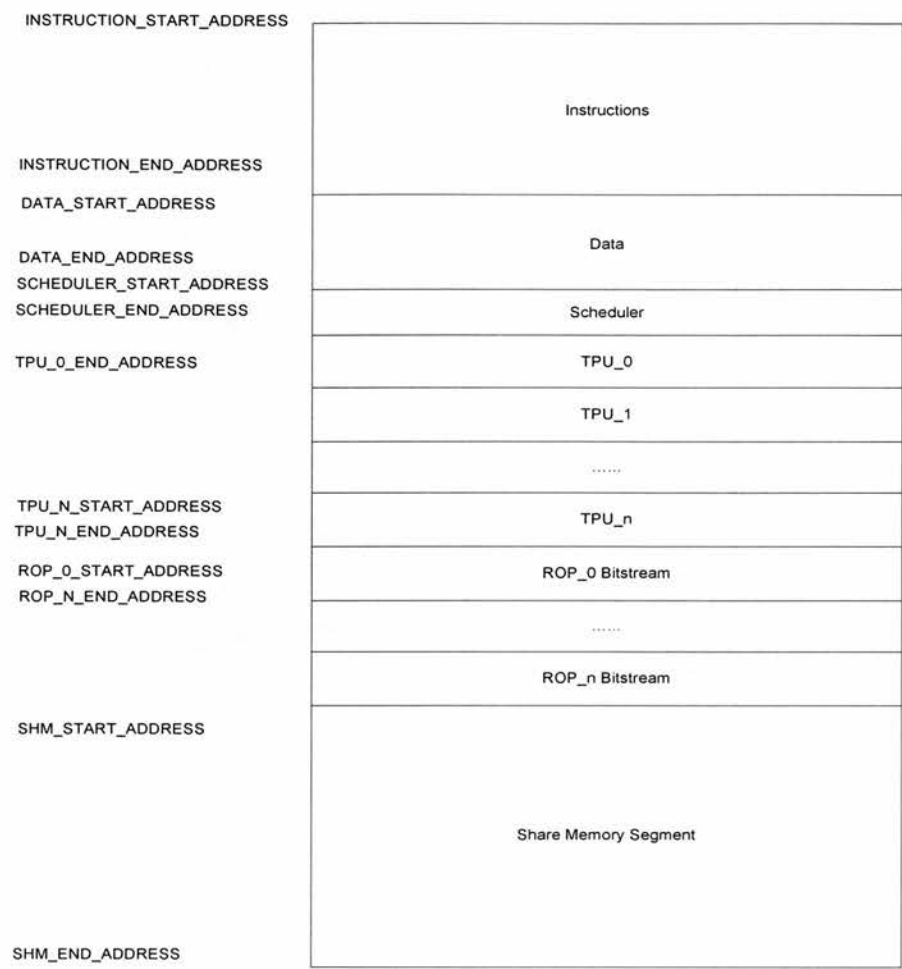 INSTRUCTION_START_ADDRESS
Instructions
INSTRUCTION_END_ADDRESS
DATA_START_ADDRESS
Data
DATA_END_ADDRESS
SCHEDULER_START_ADDRESS
SCHEDULER_END_ADDRESS
Scheduler
TPU_0_END_ADDRESS
TPU_0
TPU_1
......
TPU_N_START_ADDRESS
TPU_n
TPU_N_END_ADDRESS
ROP_0_START_ADDRESS
ROP_0 Bitstream
ROP_N_END_ADDRESS
......
ROP_n Bitstream
SHM_START_ADDRESS
Share Memory Segment
SHM_END_ADDRESS